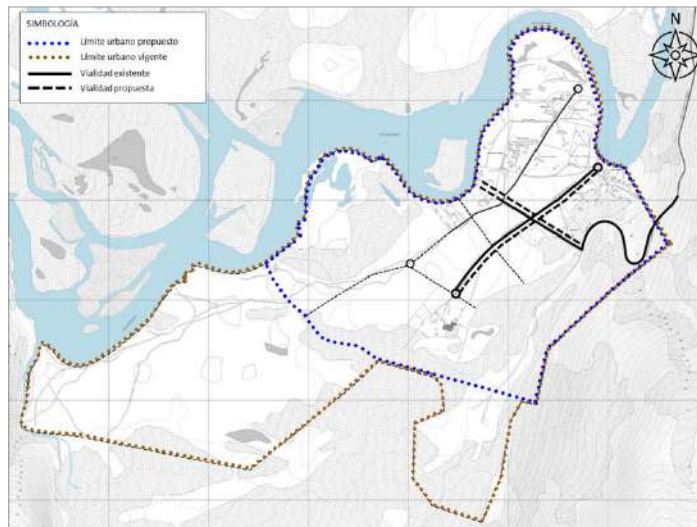 SIMBOLOGÍA
Límite urbano propuesto
Límite urbano vigente
Vialidad existente
Vialidad propuesta
N